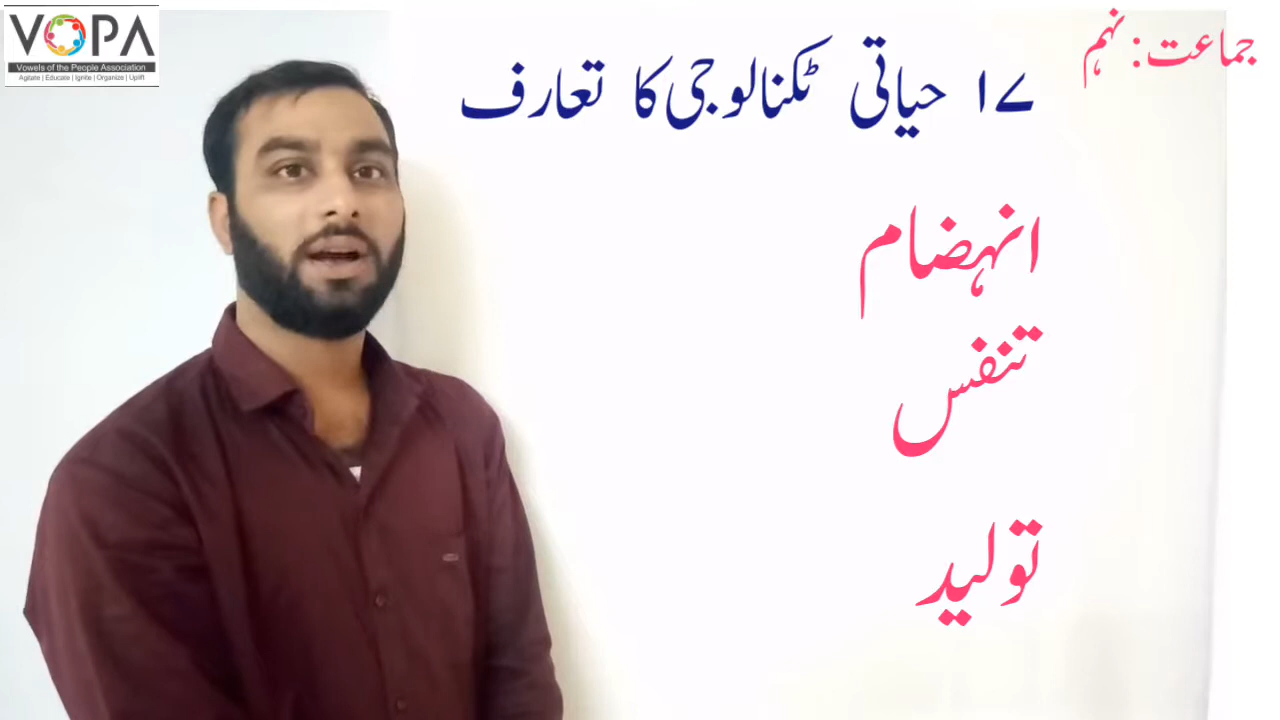 VOPA
Vowels of the People Association
Agitate | Educate | Ignite | Organize | Uplift
جماعت: نہم
۱۷ حیاتی ٹکنالوجی کا تعارف
انہضام
تنفس
تولید